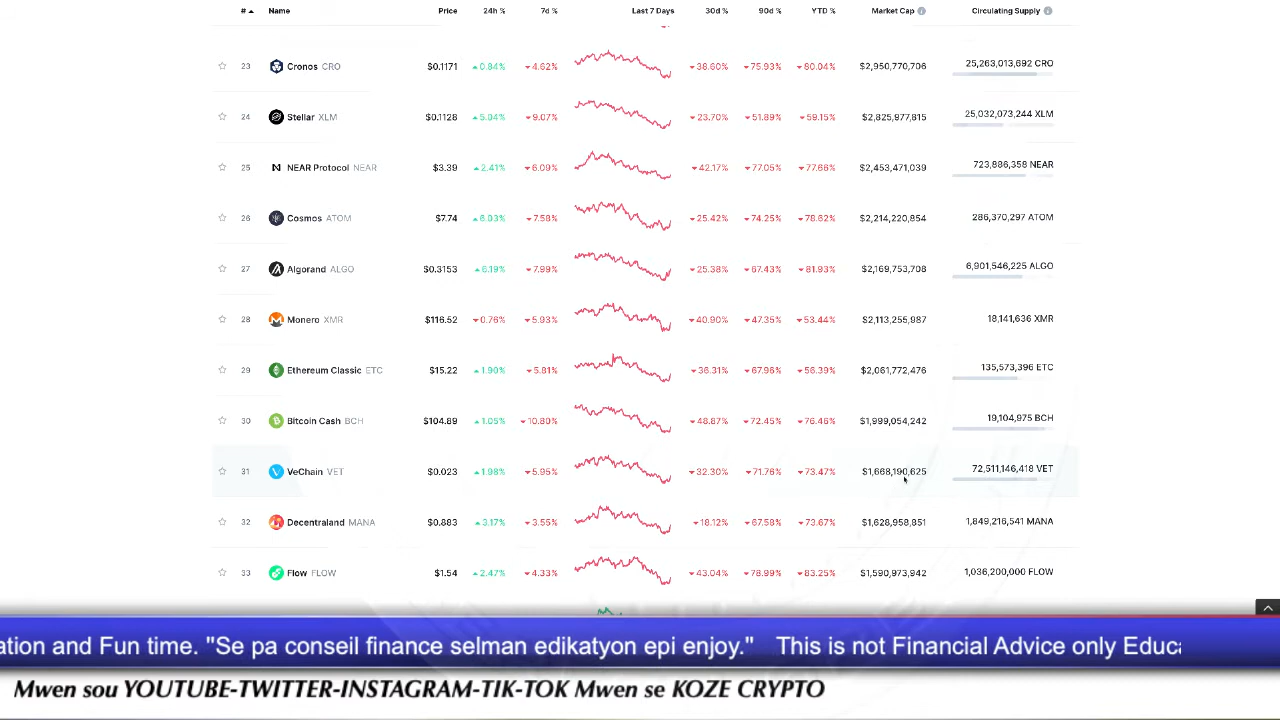 # Name Price 24h % 7d % Last 7 Days 30d % 90d % YTD % Market Cap Circulating Supply
23 Cronos CRO $0.1171 0.84% 4.62% 38.60% 75.93% 80.04% $2,950,770,706 25,263,013,692 CRO
24 Stellar XLM $0.1128 5.04% 9.07% 23.70% 51.89% 59.15% $2,825,977,815 25,032,073,244 XLM
25 NEAR Protocol NEAR $3.39 2.41% 6.09% 42.17% 77.05% 77.66% $2,453,471,039 723,886,358 NEAR
26 Cosmos ATOM $7.74 6.03% 7.58% 25.42% 74.25% 78.62% $2,214,220,854 286,370,297 ATOM
27 Algorand ALGO $0.3153 6.19% 7.99% 25.38% 67.43% 81.93% $2,169,753,708 6,901,546,225 ALGO
28 Monero XMR $116.52 0.76% 5.93% 40.90% 47.35% 53.44% $2,113,255,987 18,141,636 XMR
29 Ethereum Classic ETC $15.22 1.90% 5.81% 36.31% 67.96% 56.39% $2,061,772,476 135,573,396 ETC
30 Bitcoin Cash BCH $104.89 1.05% 10.80% 48.87% 72.45% 76.46% $1,999,054,242 19,104,975 BCH
31 VeChain VET $0.023 1.98% 5.95% 32.30% 71.76% 73.47% $1,668,190,625 72,511,146,418 VET
32 Decentraland MANA $0.883 3.17% 3.55% 18.12% 67.58% 73.67% $1,628,958,851 1,849,216,541 MANA
33 Flow FLOW $1.54 2.47% 4.33% 43.04% 78.99% 83.25% $1,590,973,942 1,036,200,000 FLOW
ation and Fun time. "Se pa conseil finance selman edikatyon epi enjoy." This is not Financial Advice only Educa
Mwen sou YOUTUBE-TWITTER-INSTAGRAM-TIK-TOK Mwen se KOZE CRYPTO